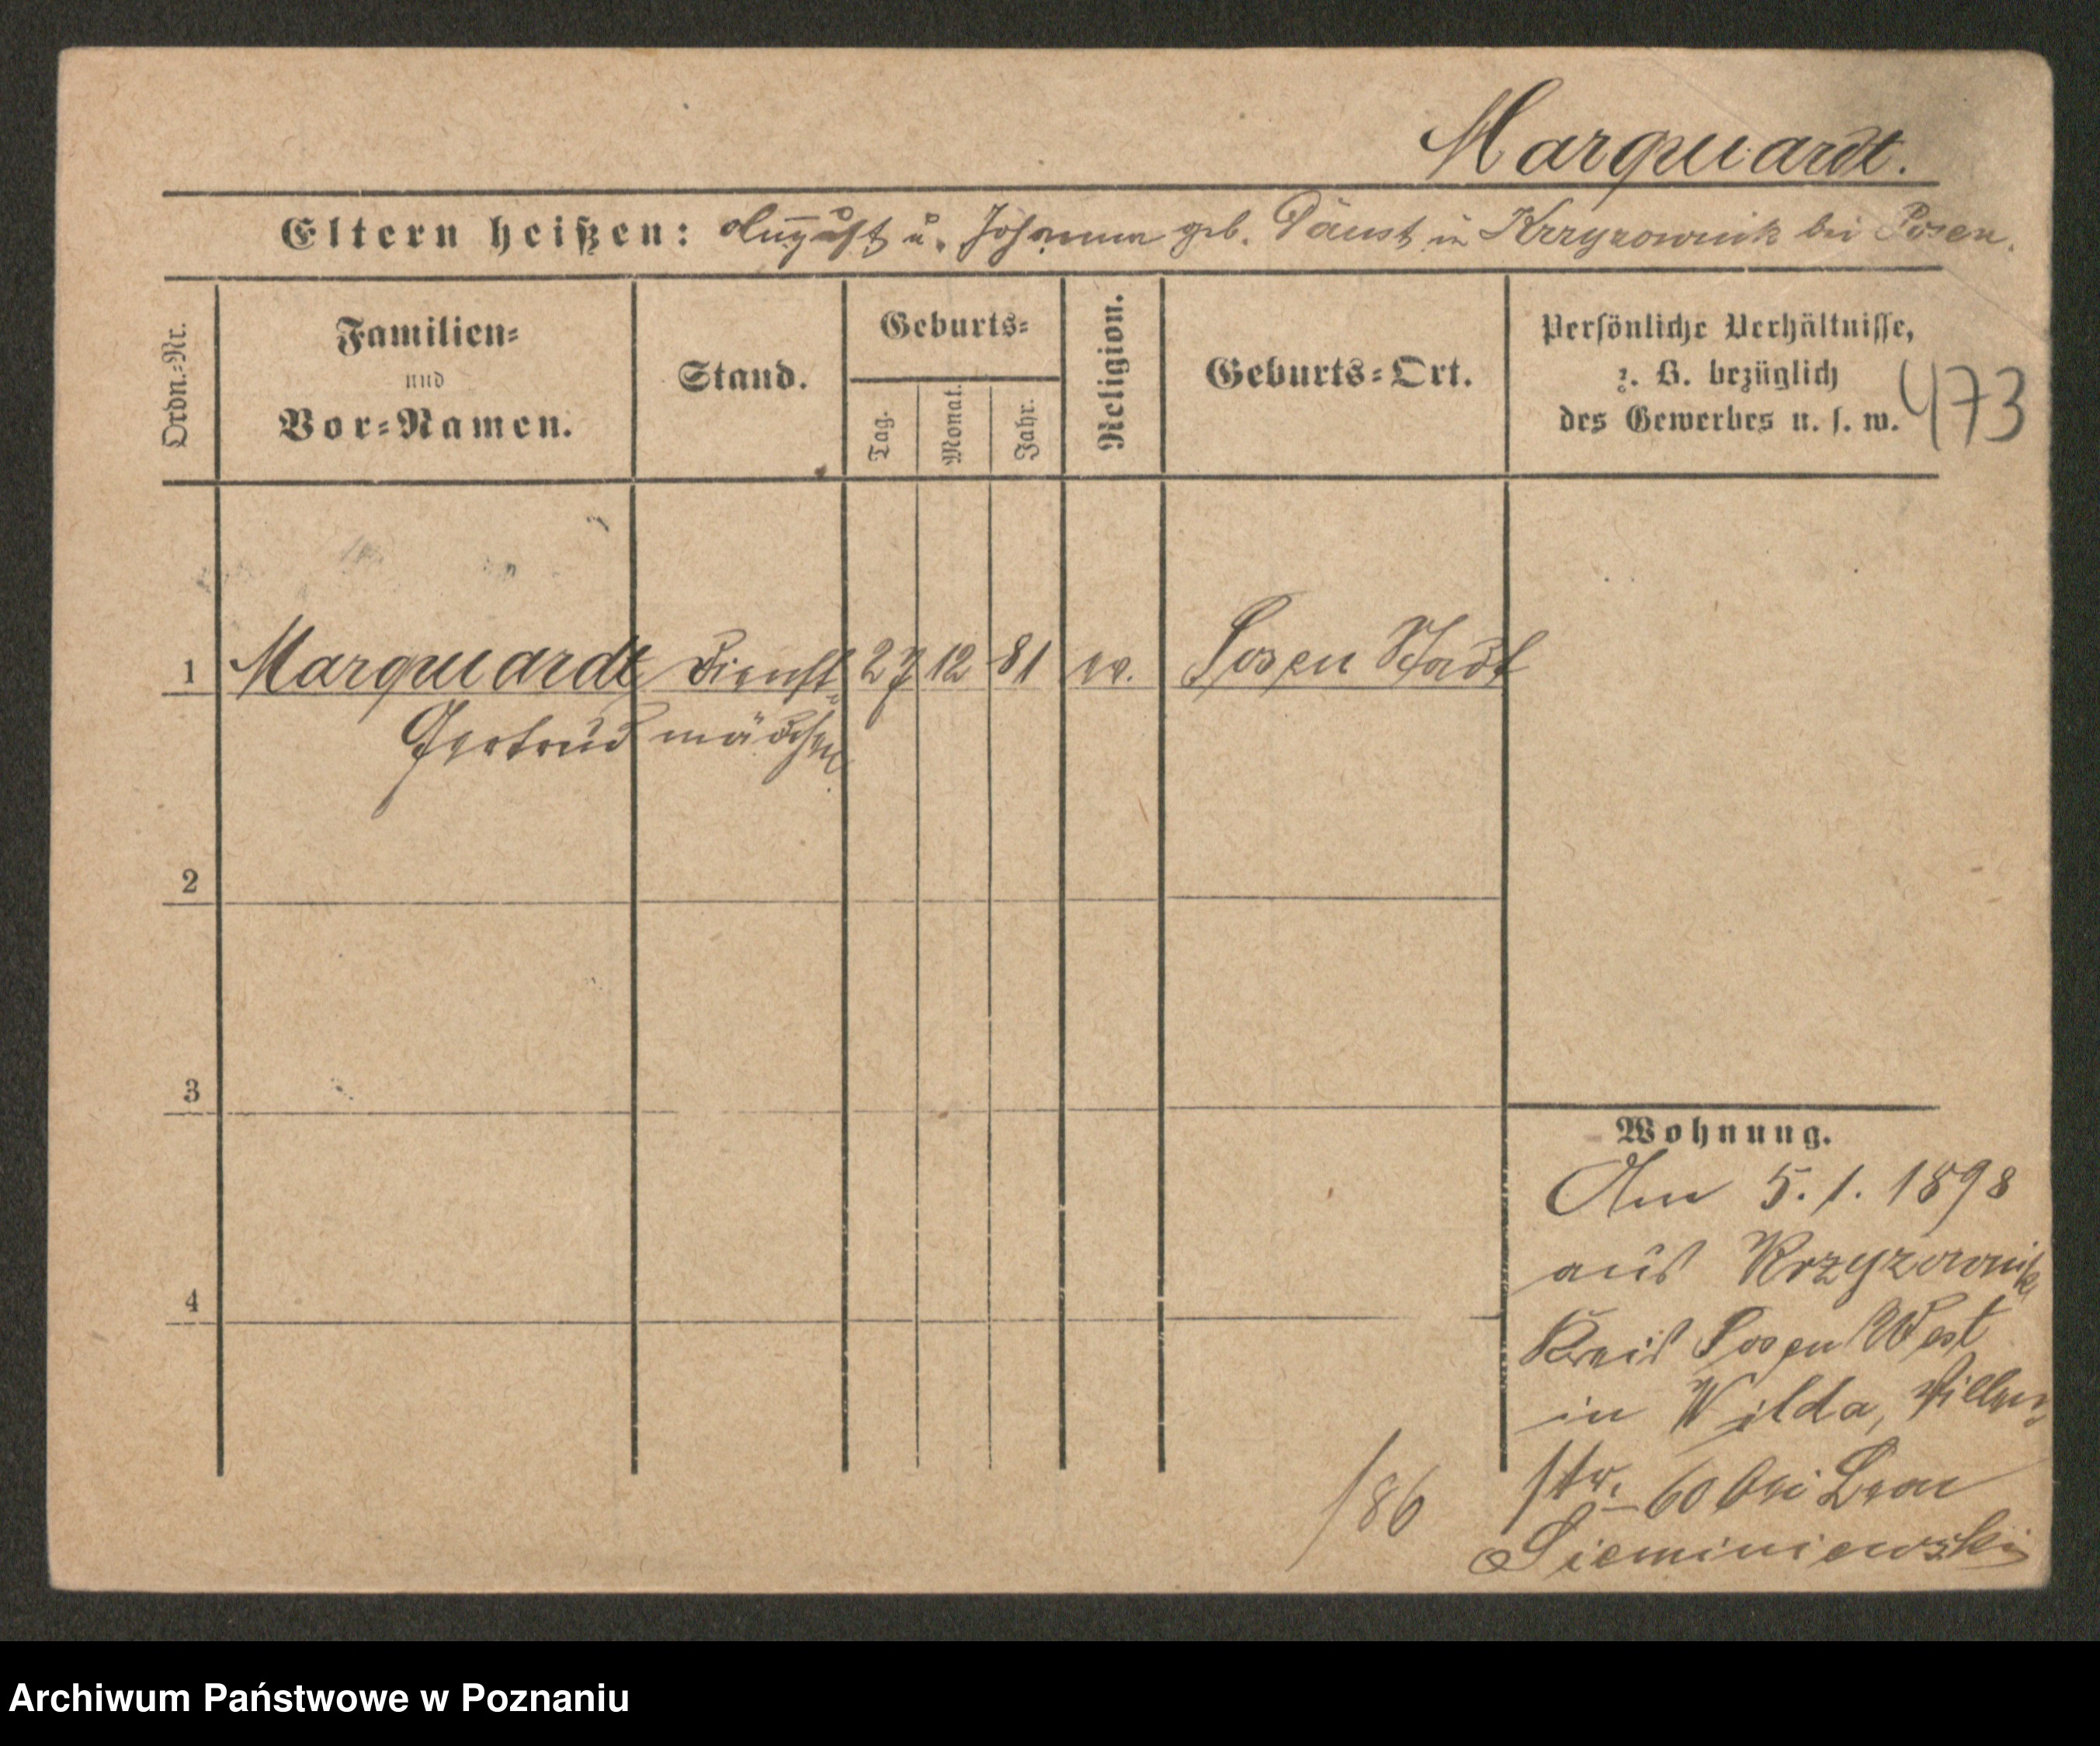 Marquardt.
Eltern heißen: August u. Johanna geb. in Krzyzownik bei Posen.
Ordn.-Nr.
Familien-
und
Vor-Namen.
Stand.
Geburts-
Tag.
Monat.
Jahr.
Religion.
Geburts-Ort.
Persönliche Verhältnisse,
z. B. bezüglich
des Gewerbes u. s. w.
473
1 Marquardt Dienst- 27 12 81 ev. Posen Stadt
Gertrud mädchen
2
3
4
Wohnung.
Am 5. 1. 1898
aus Krzyzownik
Kreis Posen West
in Wilda,
str. 60 bei Leon
Sieminiewski
/86
Archiwum Państwowe w Poznaniu